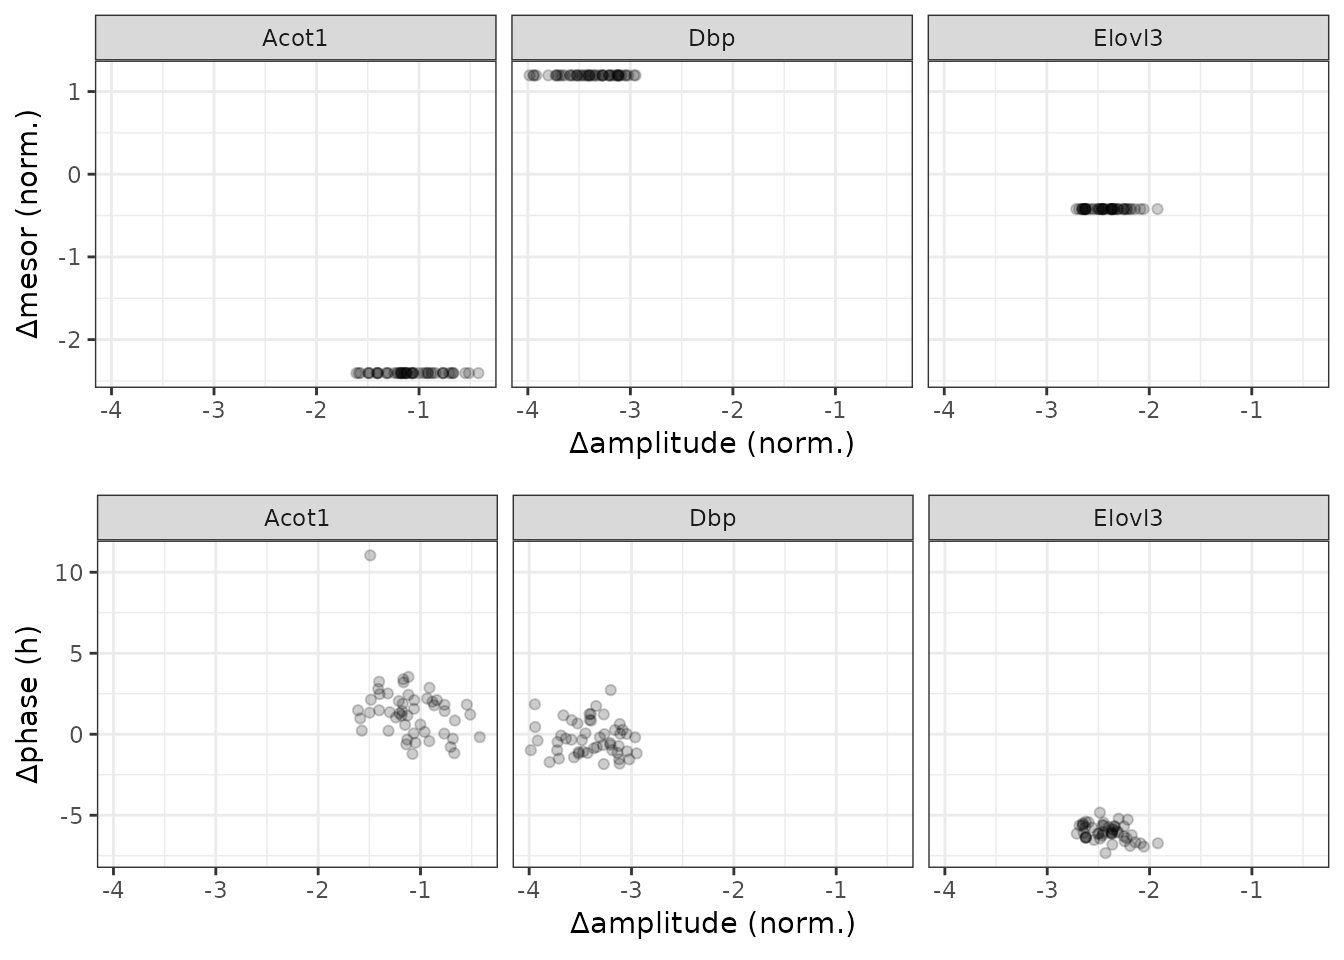 Acot1 Dbp Elovl3
Δmesor (norm.)
1
0
-1
-2
-4 -3 -2 -1 -4 -3 -2 -1 -4 -3 -2 -1
Δamplitude (norm.)
Acot1 Dbp Elovl3
Δphase (h)
10
5
0
-5
-4 -3 -2 -1 -4 -3 -2 -1 -4 -3 -2 -1
Δamplitude (norm.)